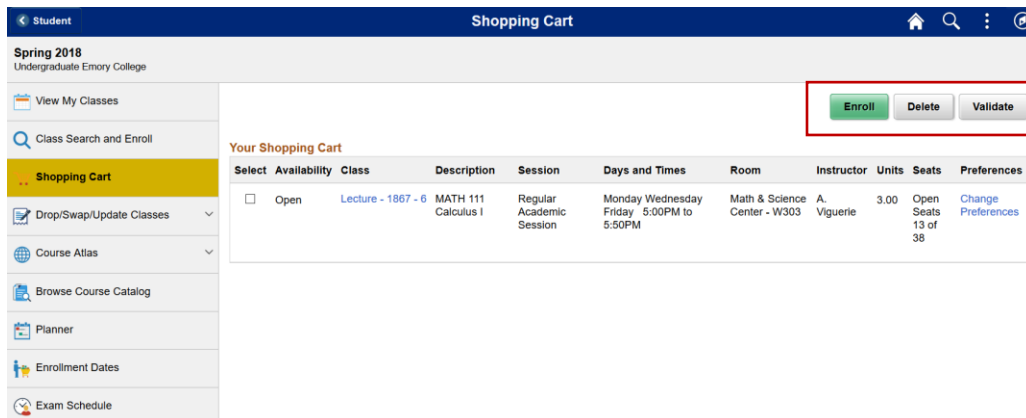 Student
Shopping Cart
Spring 2018
Undergraduate Emory College
View My Classes
Class Search and Enroll
Shopping Cart
Drop/Swap/Update Classes
Course Atlas
Browse Course Catalog
Planner
Enrollment Dates
Exam Schedule
Enroll Delete Validate
Your Shopping Cart
Select Availability Class Description Session Days and Times Room Instructor Units Seats Preferences
Open Lecture - 1867 - 6 MATH 111 Regular Monday Wednesday Math & Science A. 3.00 Open Change
Calculus I Academic Friday 5:00PM to Center - W303 Viguerie Seats Preferences
Session 5:50PM 13 of
38